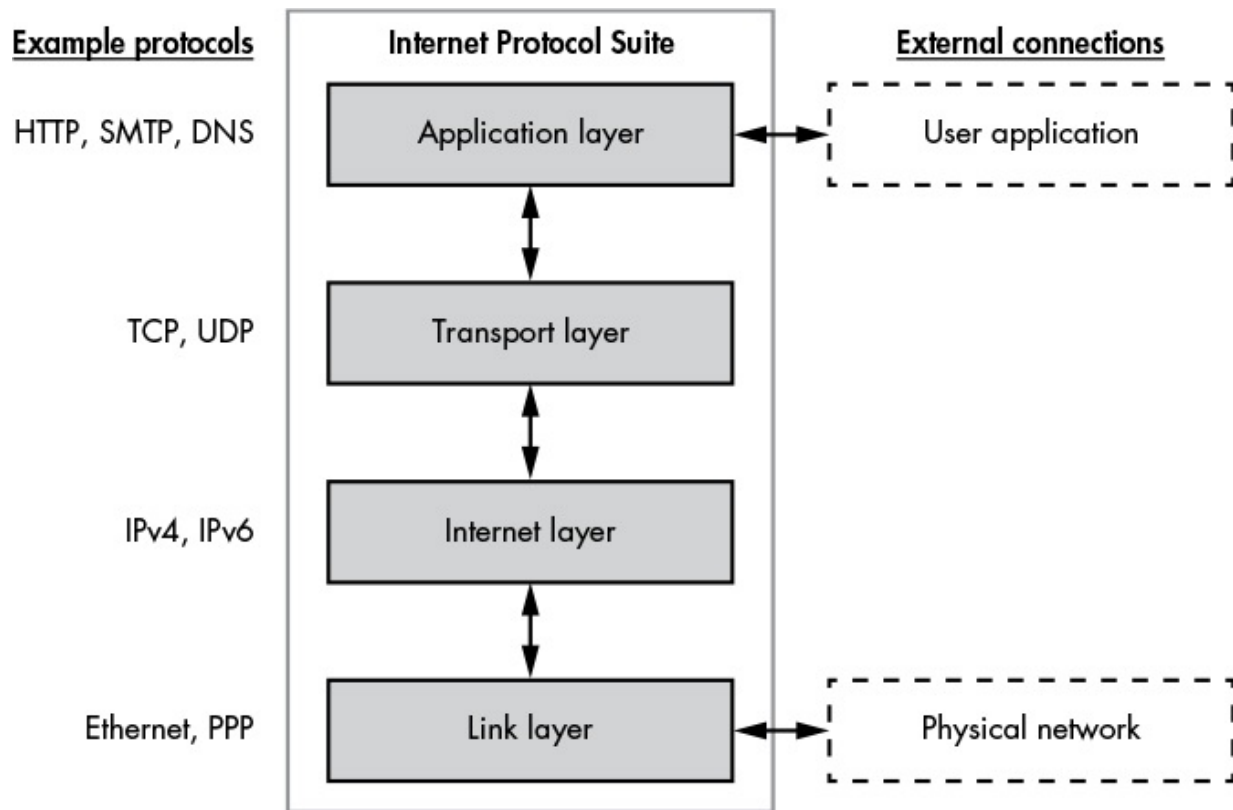 Example protocols
Internet Protocol Suite
External connections
HTTP, SMTP, DNS
Application layer
User application
TCP, UDP
Transport layer
IPv4, IPv6
Internet layer
Ethernet, PPP
Link layer
Physical network